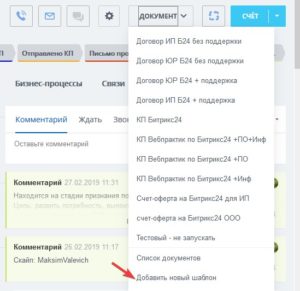 ДОКУМЕНТ
СЧЁТ
П
Отправлено КП
Письмо про
Бизнес-процессы
Связи
Комментарий
Ждать
Звон
Оставьте комментарий
Комментарий 27.02.2019 11:31
Находится на стадии признания по
Цель: развить потребность, выявит
Комментарий 26.02.2019 11:17
Скайп: MaksimValevich
Договор ИП Б24 без поддержки
Договор ЮР Б24 без поддержки
Договор ЮР Б24 + поддержка
Договор ИП Б24 + поддержка
КП Битрикс24
КП Вебпрактик по Битрикс24 +ПО+Инф
КП Вебпрактик по Битрикс24 +ПО
КП Вебпрактик по Битрикс24 +Инф
Счет-оферта на Битрикс24 для ИП
счет-оферта на Битрикс24 ООО
Тестовый - не запускать
Список документов
Добавить новый шаблон